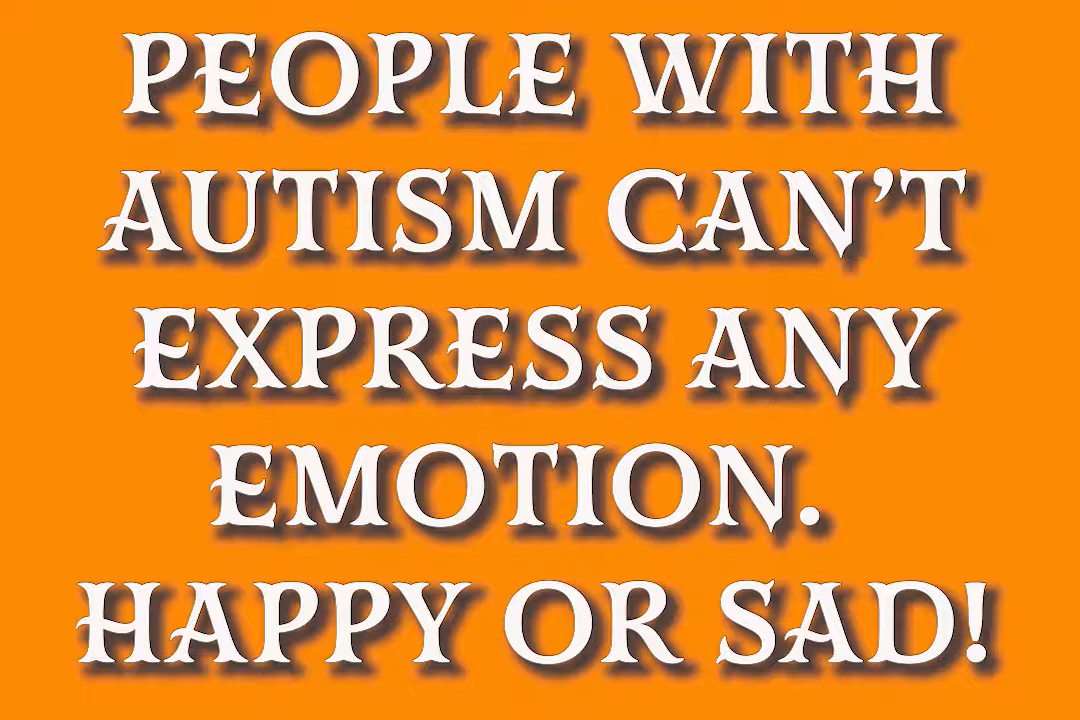 PEOPLE WITH
AUTISM CAN’T
EXPRESS ANY
EMOTION.
HAPPY OR SAD!